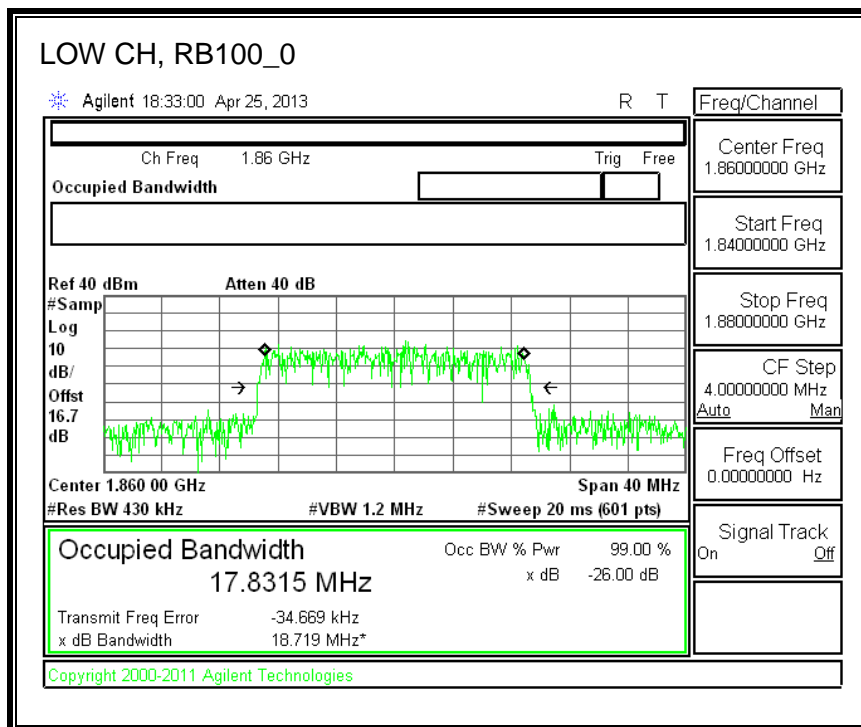 LOW CH, RB100_0
Agilent 18:33:00 Apr 25, 2013 R T
Freq/Channel
Ch Freq 1.86 GHz Trig Free
Occupied Bandwidth
Center Freq
1.86000000 GHz
Start Freq
1.84000000 GHz
Stop Freq
1.88000000 GHz
CF Step
4.00000000 MHz
Auto Man
Freq Offset
0.00000000 Hz
Signal Track
On Off
Ref 40 dBm Atten 40 dB
#Samp
Log
10
dB/
Offst
16.7
dB
Center 1.860 00 GHz Span 40 MHz
#Res BW 430 kHz #VBW 1.2 MHz #Sweep 20 ms (601 pts)
Occupied Bandwidth Occ BW % Pwr 99.00 %
17.8315 MHz x dB -26.00 dB
Transmit Freq Error -34.669 kHz
x dB Bandwidth 18.719 MHz*
Copyright 2000-2011 Agilent Technologies